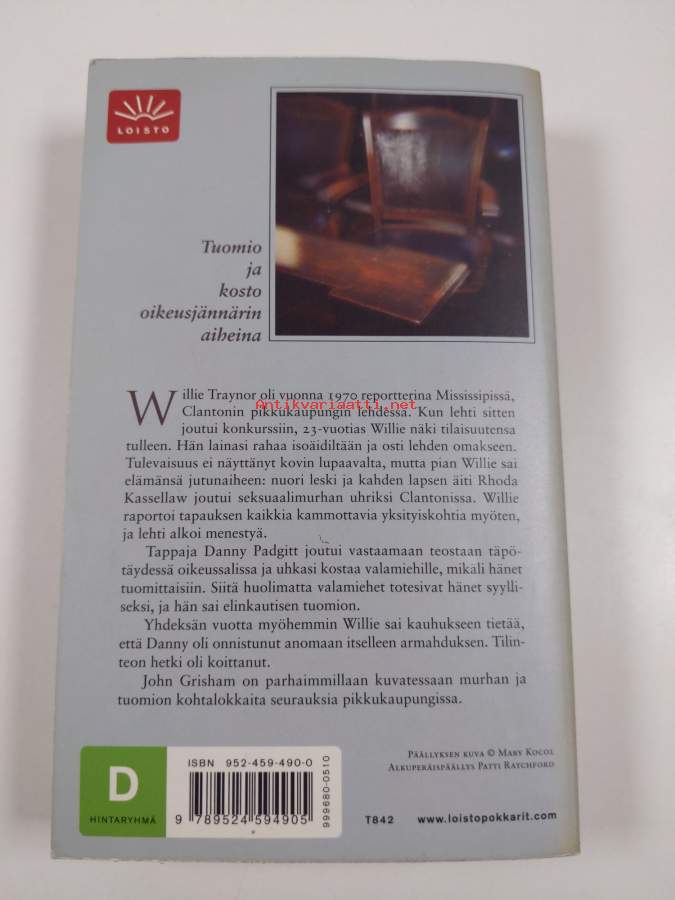 LOISTO
Tuomio
ja
kosto
oikeusjännärin
aiheina
Willie Traynor oli vuonna 1970 reportterina Mississipissä,
Clantonin pikkukaupungin lehdessä. Kun lehti sitten
Antikvariaatti.net
joutui konkurssiin, 23-vuotias Willie näki tilaisuutensa
tulleen. Hän lainasi rahaa isoäidiltään ja osti lehden omakseen.
Tulevaisuus ei näyttänyt kovin lupaavalta, mutta pian Willie sai
elämänsä jutunaiheen: nuori leski ja kahden lapsen äiti Rhoda
Kassellaw joutui seksuaalimurhan uhriksi Clantonissa. Willie
raportoi tapauksen kaikkia kammottavia yksityiskohtia myöten,
ja lehti alkoi menestyä.
Tappaja Danny Padgitt joutui vastaamaan teostaan täpö-
täydessä oikeussalissa ja uhkasi kostaa valamiehille, mikäli hänet
tuomittaisiin. Siitä huolimatta valamiehet totesivat hänet syylli-
seksi, ja hän sai elinkautisen tuomion.
Yhdeksän vuotta myöhemmin Willie sai kauhukseen tietää,
että Danny oli onnistunut anomaan itselleen armahduksen. Tilin-
teon hetki oli koittanut.
John Grisham on parhaimmillaan kuvatessaan murhan ja
tuomion kohtalokkaita seurauksia pikkukaupungissa.
PÄÄLLYKSEN KUVA © MARY KOCOL
ALKUPERÄISPÄÄLLYS PATTI RATCHFORD
D
HINTARYHMÄ
ISBN 952-459-490-0
9 789524 594905
999680-0510
T842 www.loistopokkarit.com